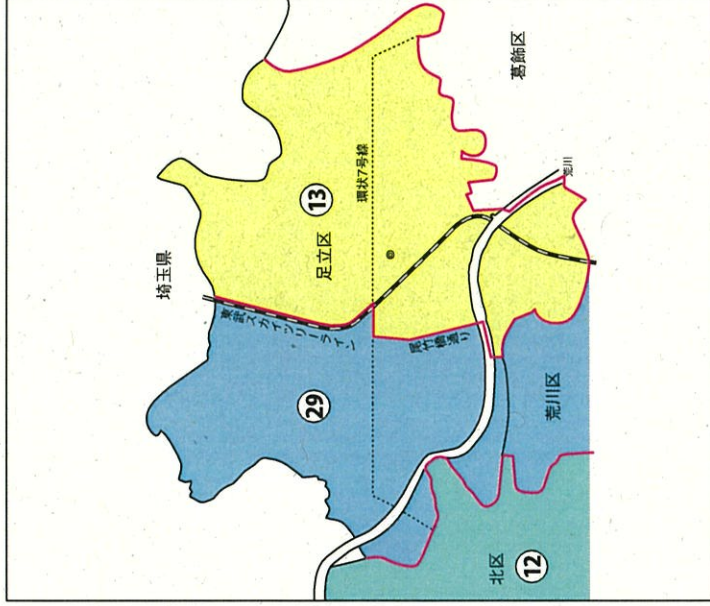 埼玉県
13
足立区
環状7号線
葛飾区
東武スカイツリーライン
尾竹橋通り
荒川
29
荒川区
北区
12